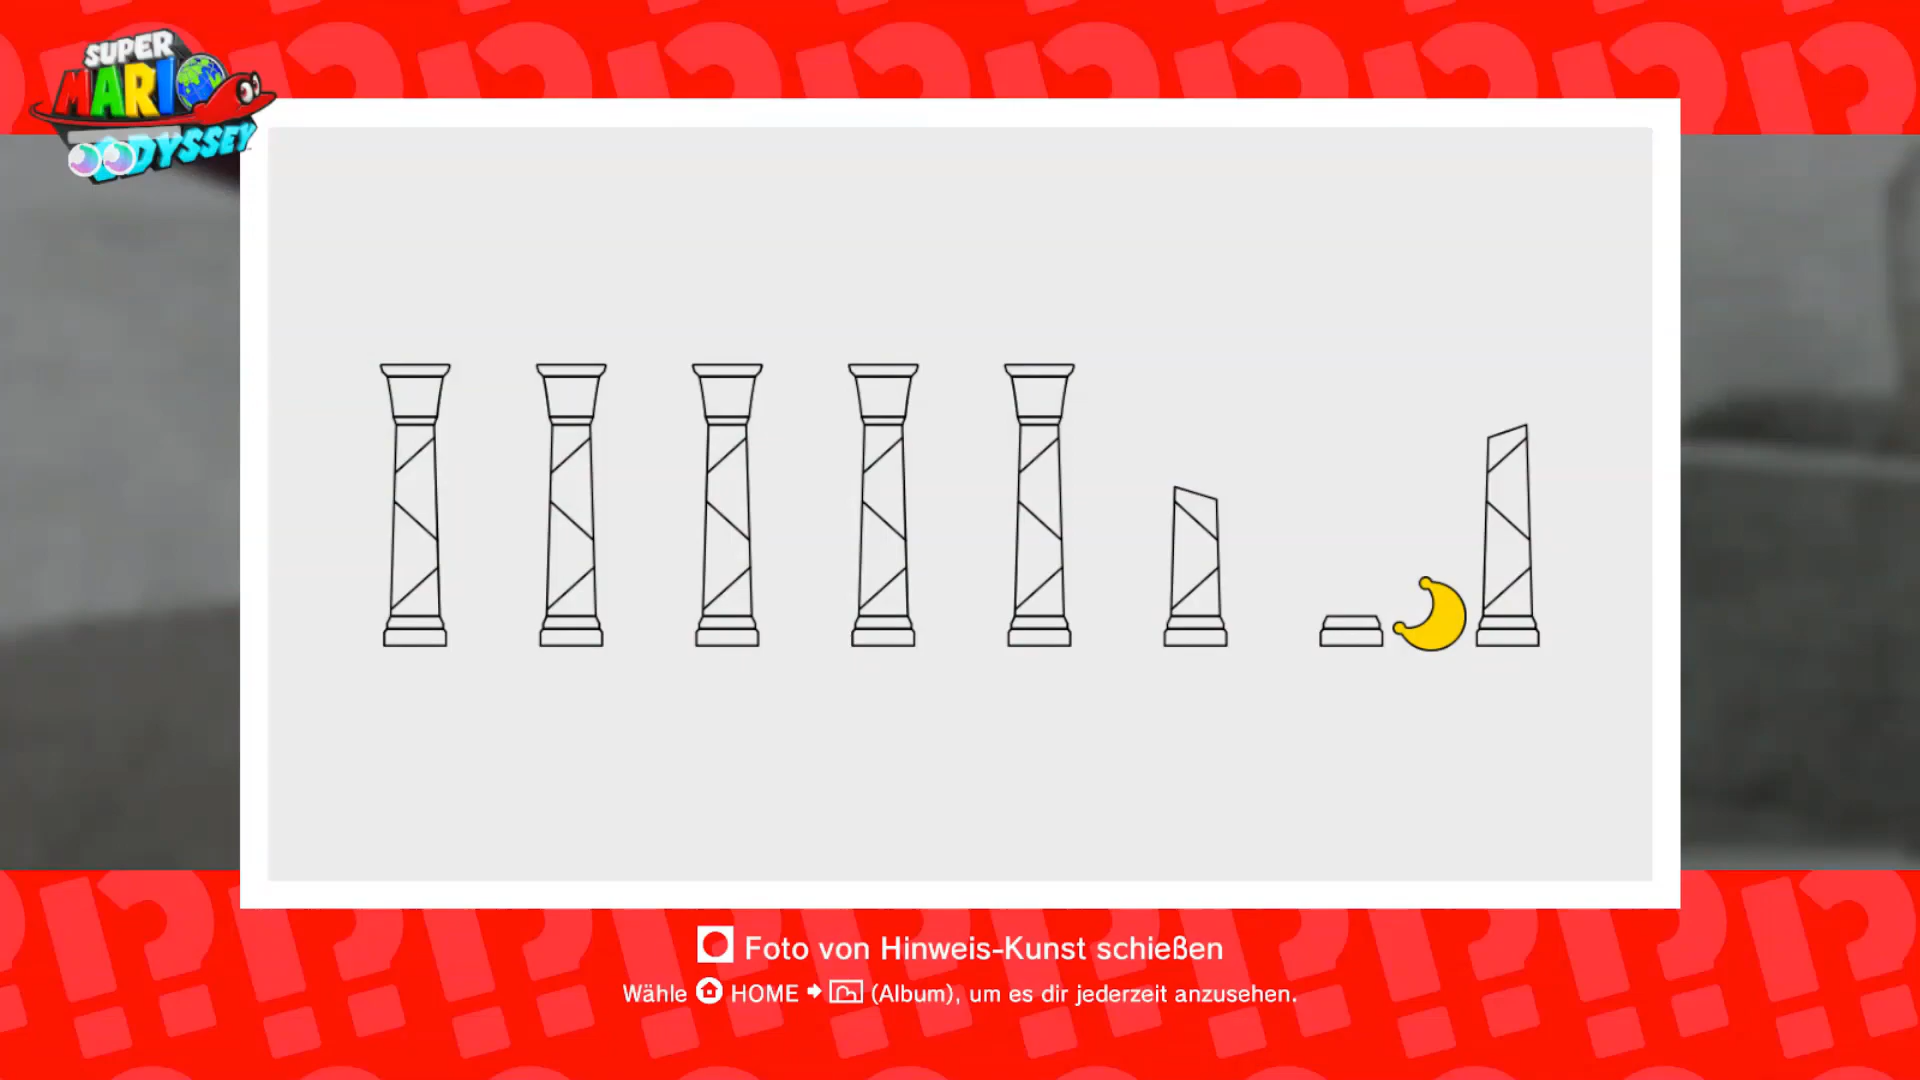 SUPER
MARIO
ODYSSEY
Foto von Hinweis-Kunst schießen
Wähle HOME (Album), um es dir jederzeit anzusehen.